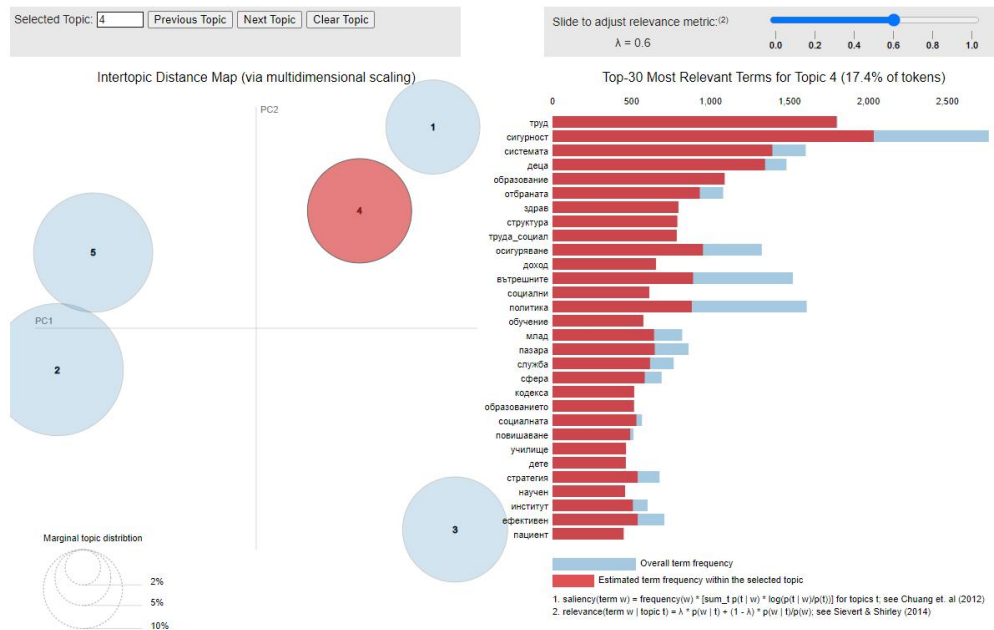 Selected Topic: 4 Previous Topic Next Topic Clear Topic
Slide to adjust relevance metric:(2)
λ = 0.6
0.0 0.2 0.4 0.6 0.8 1.0
Intertopic Distance Map (via multidimensional scaling)
PC2
PC1
1
4
5
2
3
Marginal topic distribtion
2%
5%
10%
Top-30 Most Relevant Terms for Topic 4 (17.4% of tokens)
0 500 1,000 1,500 2,000 2,500
труд
сигурност
системата
деца
образование
отбраната
здрав
структура
труда_социал
осигуряване
доход
вътрешните
социални
политика
обучение
млад
пазара
служба
сфера
кодекса
образованието
социалната
повишаване
училище
дете
стратегия
научен
институт
ефективен
пациент
Overall term frequency
Estimated term frequency within the selected topic
1. saliency(term w) = frequency(w) * [sum_t p(t | w) * log(p(t | w)/p(t))] for topics t; see Chuang et. al (2012)
2. relevance(term w | topic t) = λ * p(w | t) + (1 - λ) * p(w | t)/p(w); see Sievert & Shirley (2014)